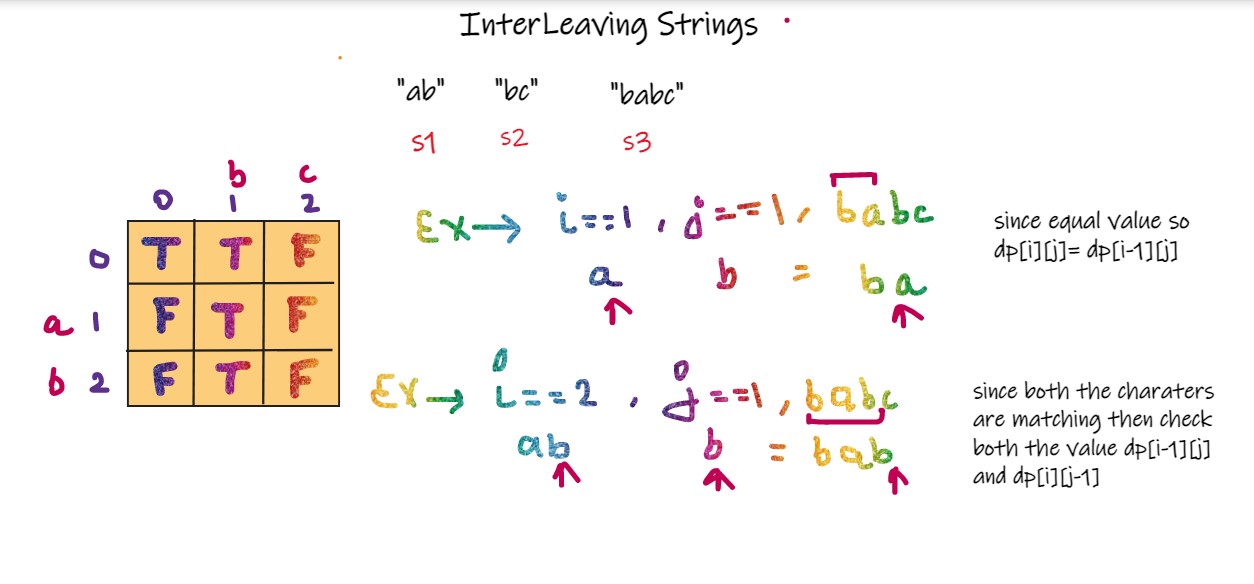 InterLeaving Strings
"ab" "bc" "babc"
s1 s2 s3
b c
0 1 2
0 T T F
a 1 F T F
b 2 F T F
Ex→ i==1, j==1, babc
a b = ba
since equal value so
dp[i][j]= dp[i-1][j]
Ex→ i==2, j==1, babc
ab b = bab
since both the charaters
are matching then check
both the value dp[i-1][j]
and dp[i][j-1]